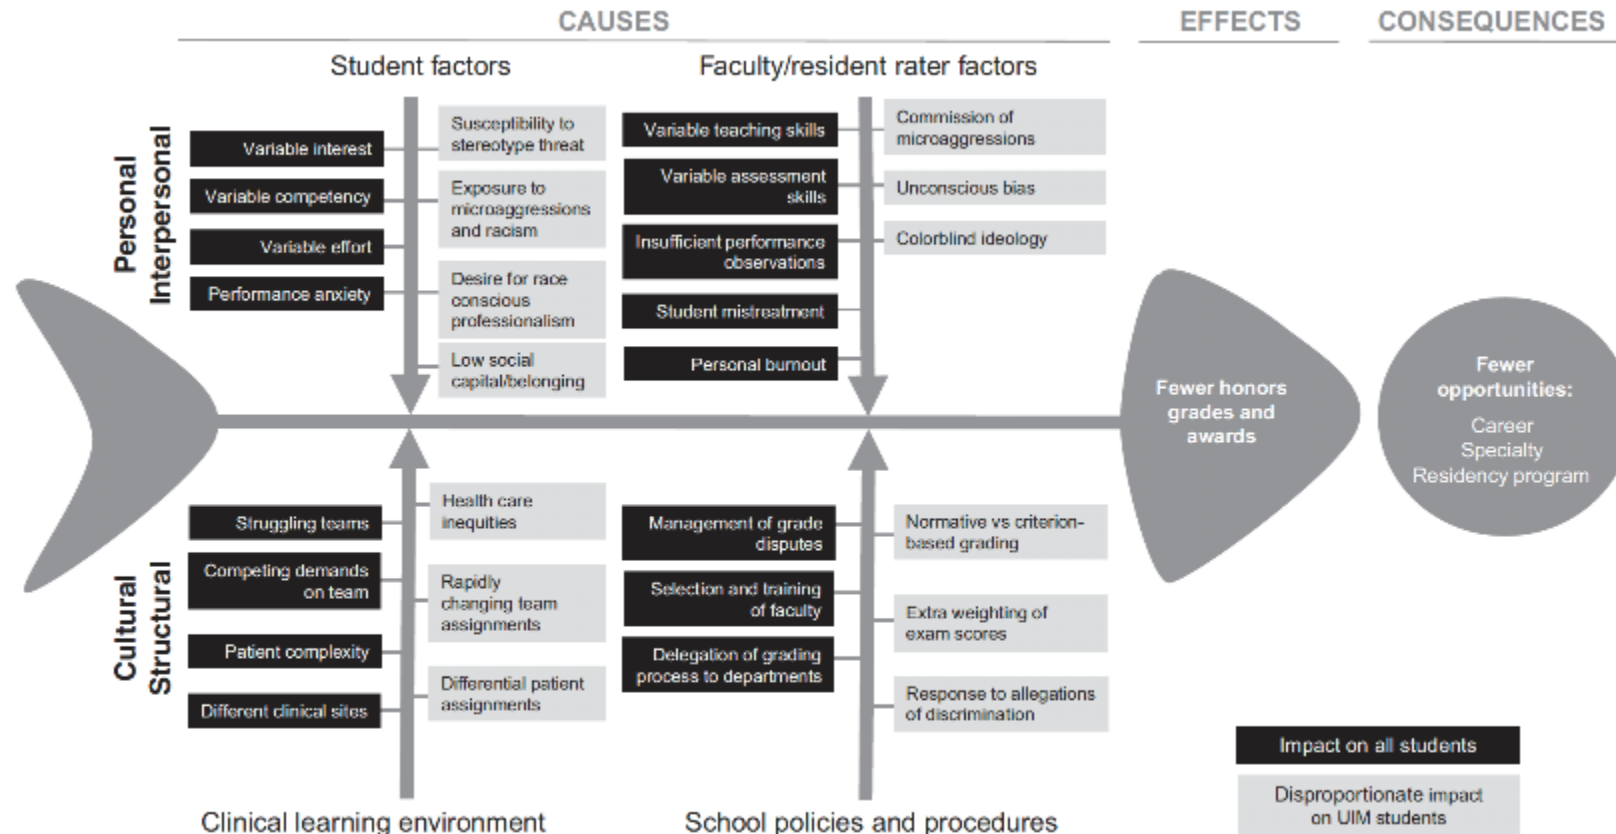 CAUSES
EFFECTS
CONSEQUENCES
Student factors
Faculty/resident rater factors
Personal
Interpersonal
Variable interest
Variable competency
Variable effort
Performance anxiety
Susceptibility to
stereotype threat
Exposure to
microaggressions
and racism
Desire for race
conscious
professionalism
Low social
capital/belonging
Variable teaching skills
Variable assessment
skills
Insufficient performance
observations
Student mistreatment
Personal burnout
Commission of
microaggressions
Unconscious bias
Colorblind ideology
Fewer honors
grades and
awards
Fewer
opportunities:
Career
Specialty
Residency program
Cultural
Structural
Struggling teams
Competing demands
on team
Patient complexity
Different clinical sites
Health care
inequities
Rapidly
changing team
assignments
Differential patient
assignments
Management of grade
disputes
Selection and training
of faculty
Delegation of grading
process to departments
Normative vs criterion-
based grading
Extra weighting of
exam scores
Response to allegations
of discrimination
Clinical learning environment
School policies and procedures
Impact on all students
Disproportionate impact
on UIM students